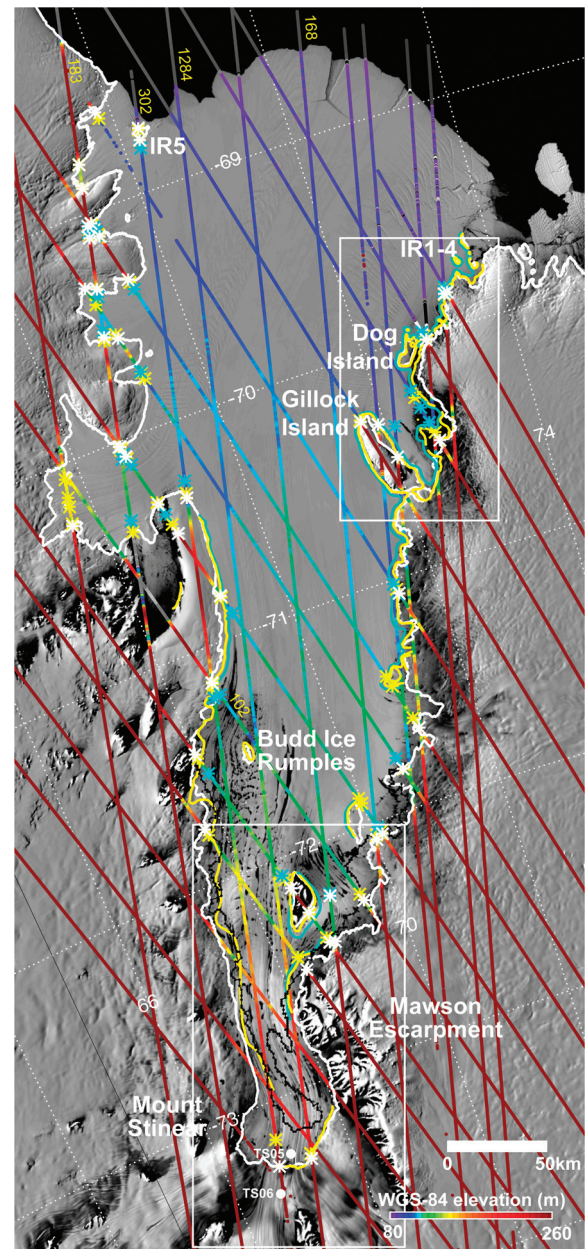 168
1284
183
302
IR5
-69
IR1-4
Dog
Island
-70
Gillock
Island
74
-71
102
Budd Ice
Rumples
-72
70
66
Mawson
Escarpment
Mount
Stinear
-73
TS05
TS06
0 50km
WGS-84 elevation (m)
80 260